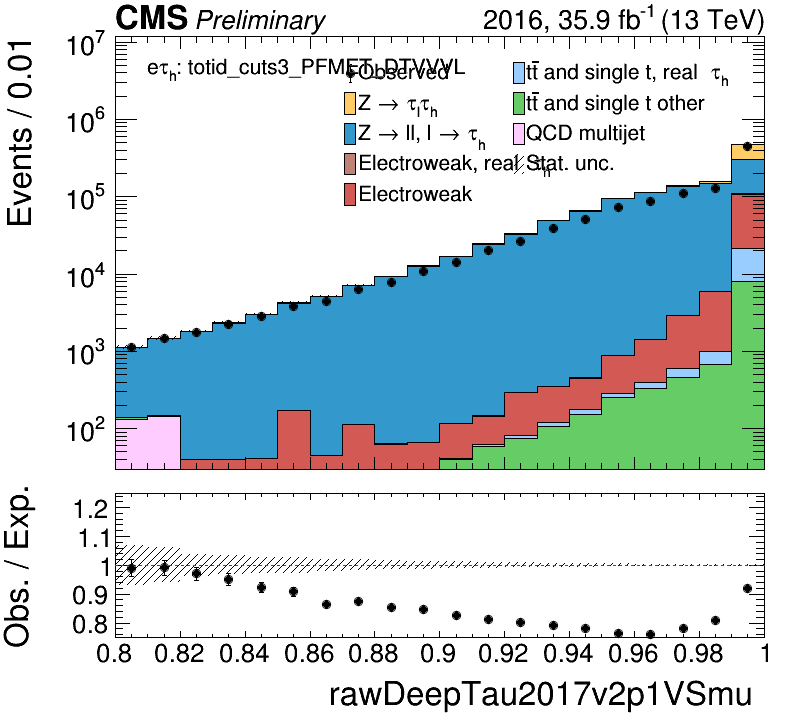 CMS Preliminary 2016, 35.9 fb⁻¹ (13 TeV)
Events / 0.01
10⁷
10⁶
10⁵
10⁴
10³
10²
eτₕ: totid_cuts3_PFMET_DTVVVL
Observed
Z → τₗτₕ
Z → ll, l → τₕ
Electroweak, real τₕ
Electroweak
tt̄ and single t, real τₕ
tt̄ and single t other
QCD multijet
Stat. unc.
Obs. / Exp.
1.2
1.1
1
0.9
0.8
0.8 0.82 0.84 0.86 0.88 0.9 0.92 0.94 0.96 0.98 1
rawDeepTau2017v2p1VSmu